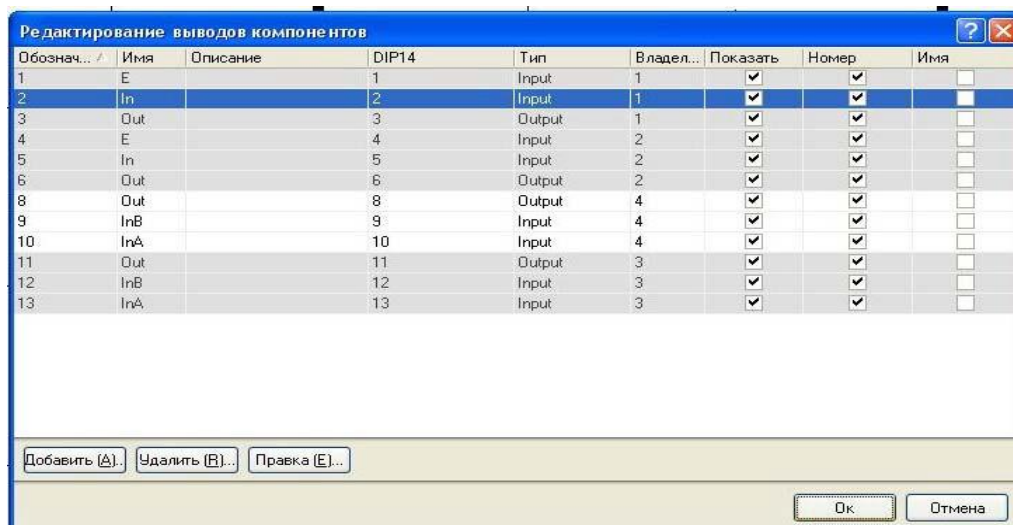 Редактирование выводов компонентов
Обознач... Имя Описание DIP14 Тип Владел... Показать Номер Имя
1 E 1 Input 1
2 In 2 Input 1
3 Out 3 Output 1
4 E 4 Input 2
5 In 5 Input 2
6 Out 6 Output 2
8 Out 8 Output 4
9 InB 9 Input 4
10 InA 10 Input 4
11 Out 11 Output 3
12 InB 12 Input 3
13 InA 13 Input 3
Добавить (A).. Удалить (R)... Правка (E)...
Ок Отмена